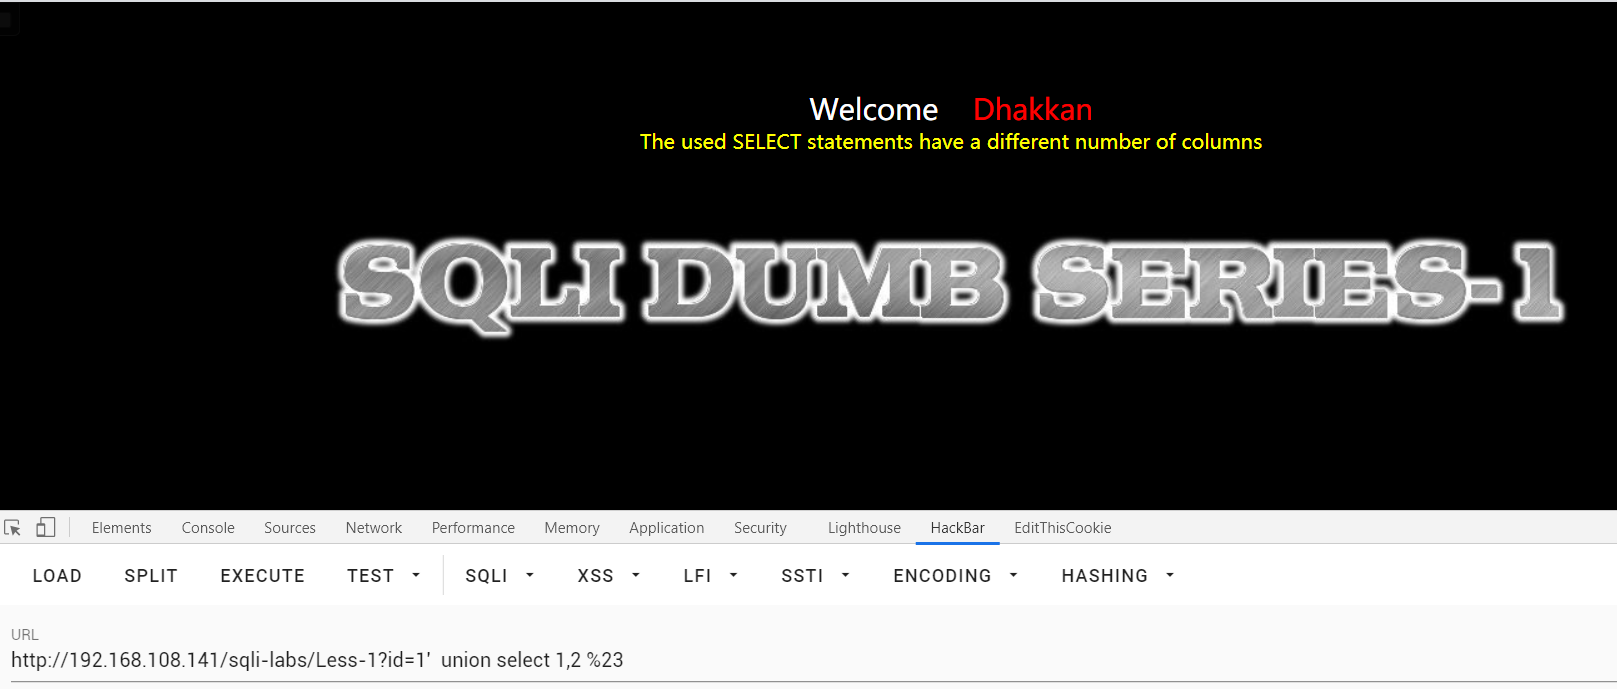 Welcome Dhakkan
The used SELECT statements have a different number of columns
SQLI DUMB SERIES-1
Elements Console Sources Network Performance Memory Application Security Lighthouse HackBar EditThisCookie
LOAD SPLIT EXECUTE TEST SQLI XSS LFI SSTI ENCODING HASHING
URL
http://192.168.108.141/sqli-labs/Less-1?id=1'  union select 1,2 %23